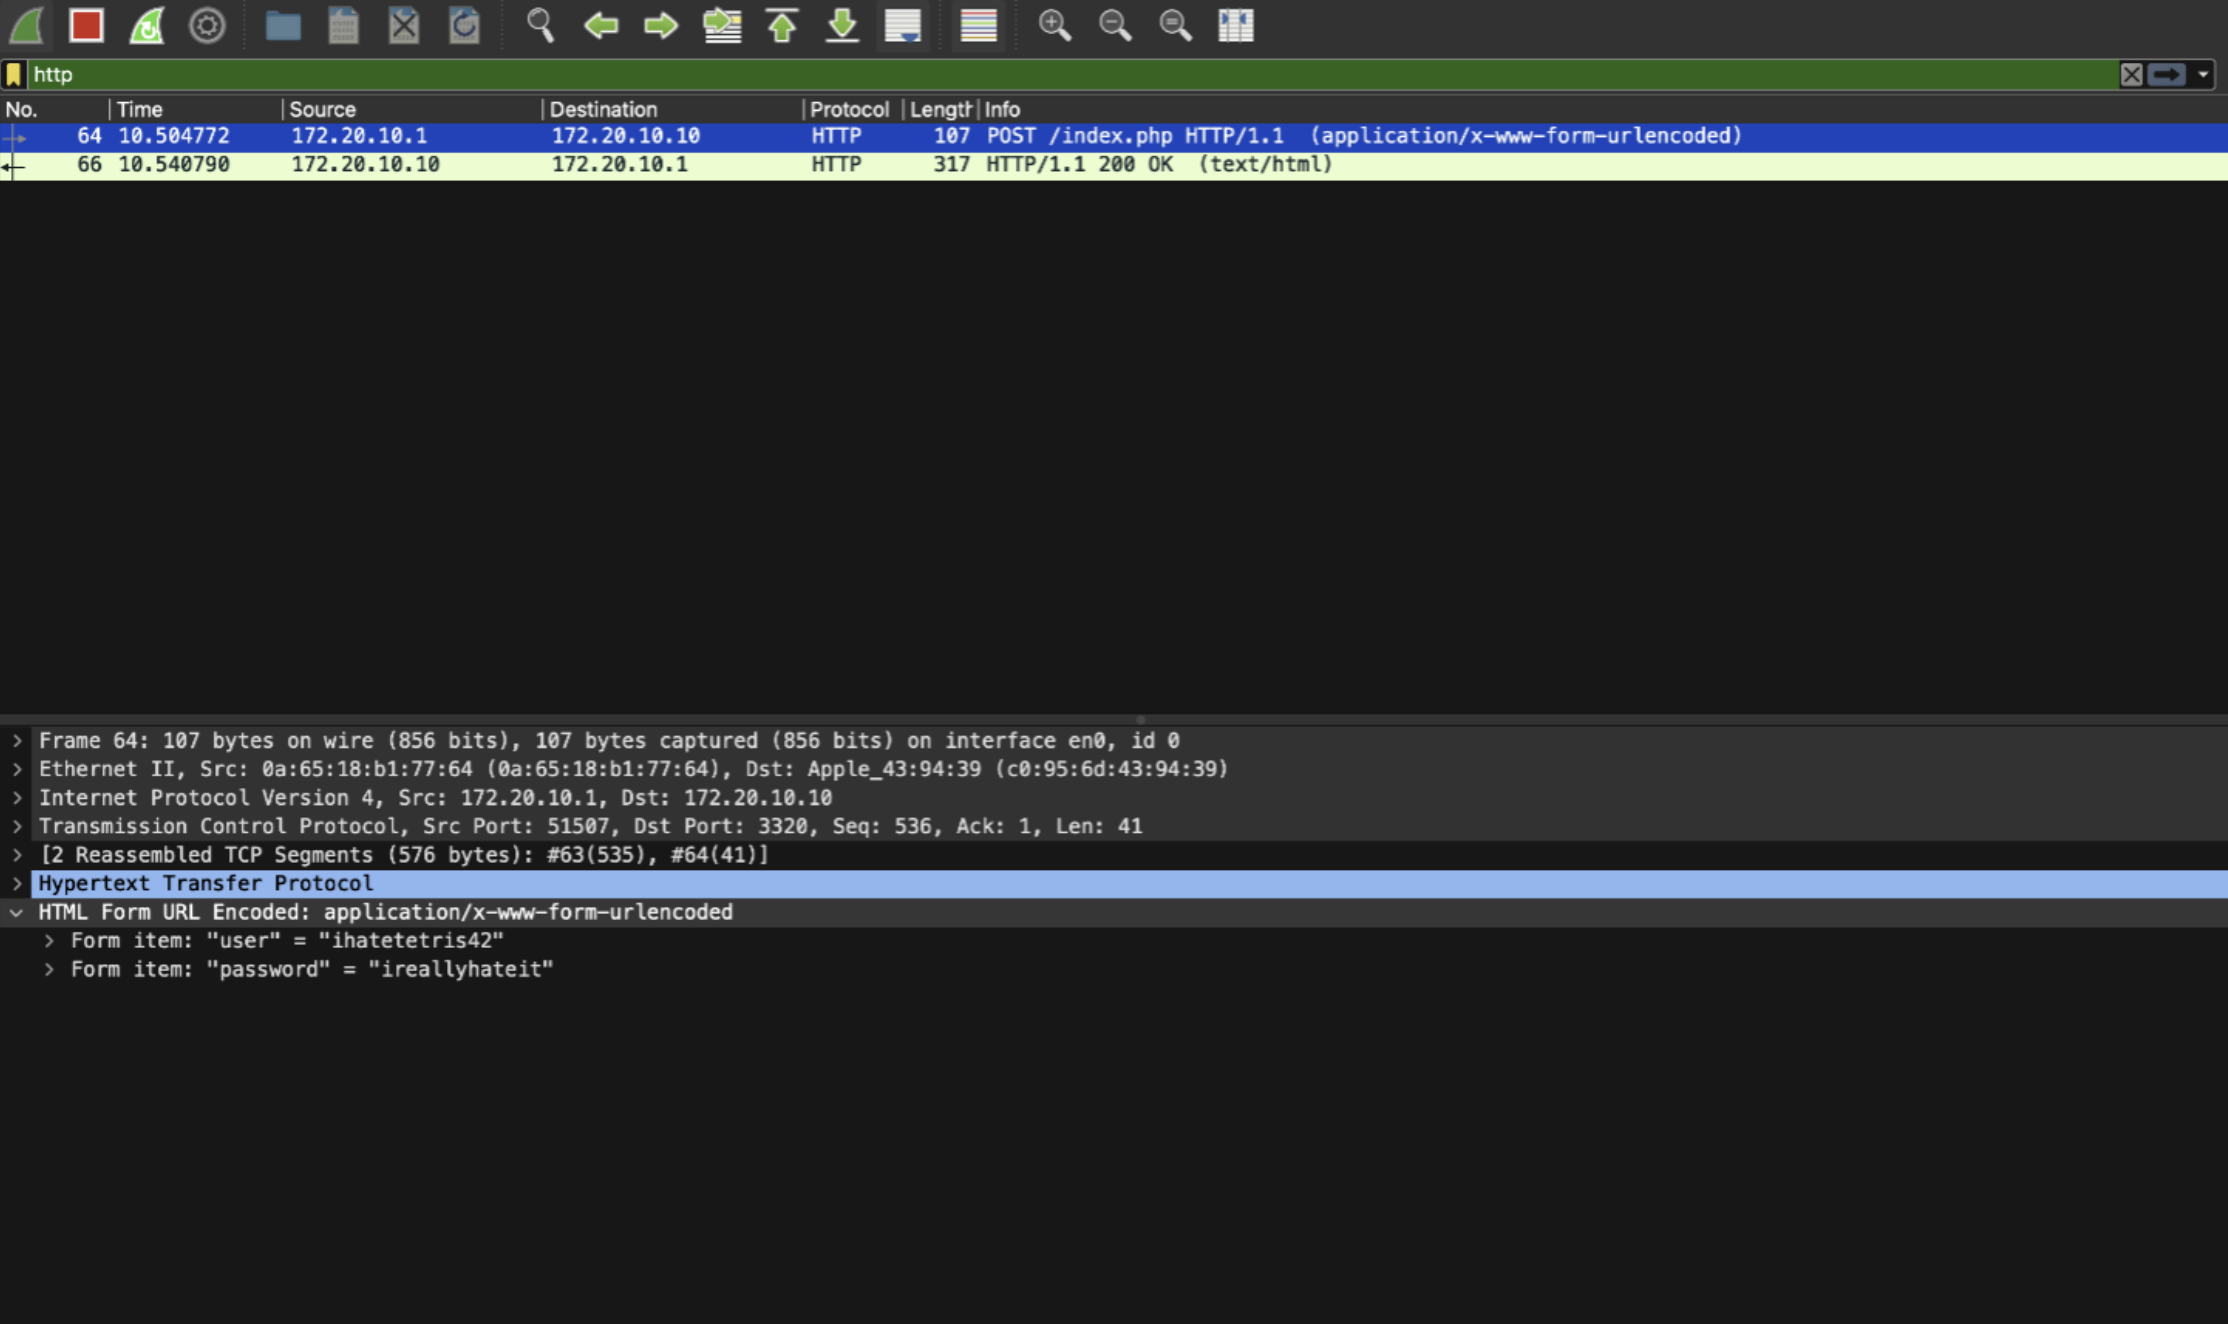 http
No. Time Source Destination Protocol Length Info
64 10.504772 172.20.10.1 172.20.10.10 HTTP 107 POST /index.php HTTP/1.1 (application/x-www-form-urlencoded)
66 10.540790 172.20.10.10 172.20.10.1 HTTP 317 HTTP/1.1 200 OK (text/html)
Frame 64: 107 bytes on wire (856 bits), 107 bytes captured (856 bits) on interface en0, id 0
Ethernet II, Src: 0a:65:18:b1:77:64 (0a:65:18:b1:77:64), Dst: Apple_43:94:39 (c0:95:6d:43:94:39)
Internet Protocol Version 4, Src: 172.20.10.1, Dst: 172.20.10.10
Transmission Control Protocol, Src Port: 51507, Dst Port: 3320, Seq: 536, Ack: 1, Len: 41
[2 Reassembled TCP Segments (576 bytes): #63(535), #64(41)]
Hypertext Transfer Protocol
HTML Form URL Encoded: application/x-www-form-urlencoded
Form item: "user" = "ihatetetris42"
Form item: "password" = "ireallyhateit"